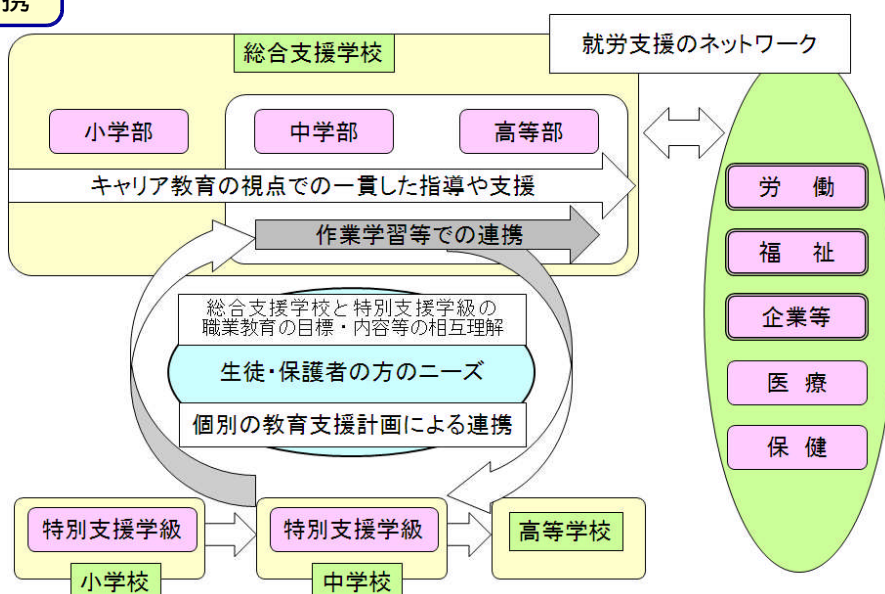 携
総合支援学校
就労支援のネットワーク
小学部
中学部
高等部
キャリア教育の視点での一貫した指導や支援
作業学習等での連携
総合支援学校と特別支援学級の
職業教育の目標・内容等の相互理解
生徒・保護者の方のニーズ
個別の教育支援計画による連携
労　働
福　祉
企業等
医 療
保 健
特別支援学級
特別支援学級
高等学校
小学校
中学校